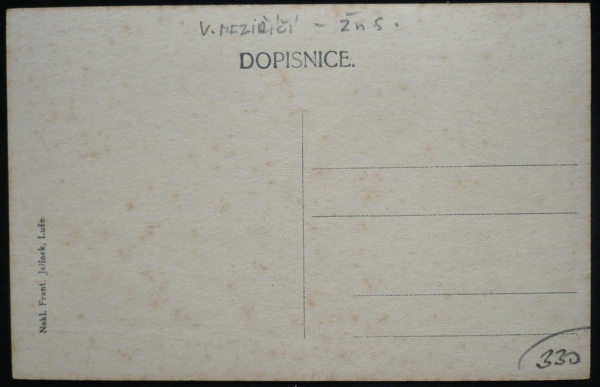 V. MEZIŘÍČÍ - ŽnS.
DOPISNICE.
Nakl. Frant. Jelínek, Luže.
330